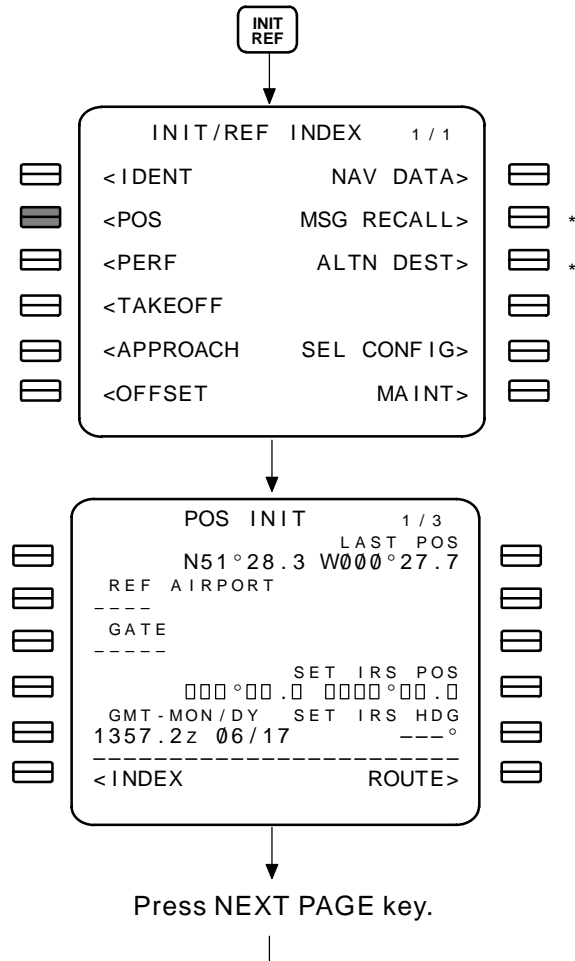 INIT
REF
INIT/REF INDEX 1/1
<IDENT NAV DATA>
<POS MSG RECALL> *
<PERF ALTN DEST> *
<TAKEOFF
<APPROACH SEL CONFIG>
<OFFSET MAINT>
POS INIT 1/3
LAST POS
N51°28.3 WØØØ°27.7
REF AIRPORT
----
GATE
-----
SET IRS POS
▯▯▯°▯▯.▯ ▯▯▯▯°▯▯.▯
GMT-MON/DY SET IRS HDG
1357.2z Ø6/17 ---°
------------------------
<INDEX ROUTE>
Press NEXT PAGE key.